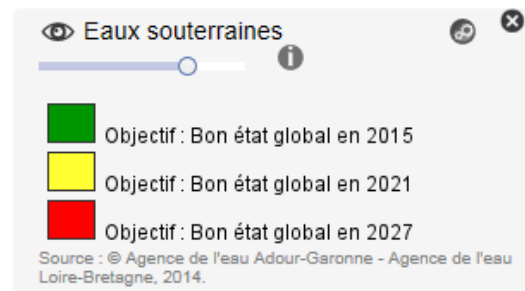 Eaux souterraines
Objectif : Bon état global en 2015
Objectif : Bon état global en 2021
Objectif : Bon état global en 2027
Source : © Agence de l'eau Adour-Garonne - Agence de l'eau
Loire-Bretagne, 2014.